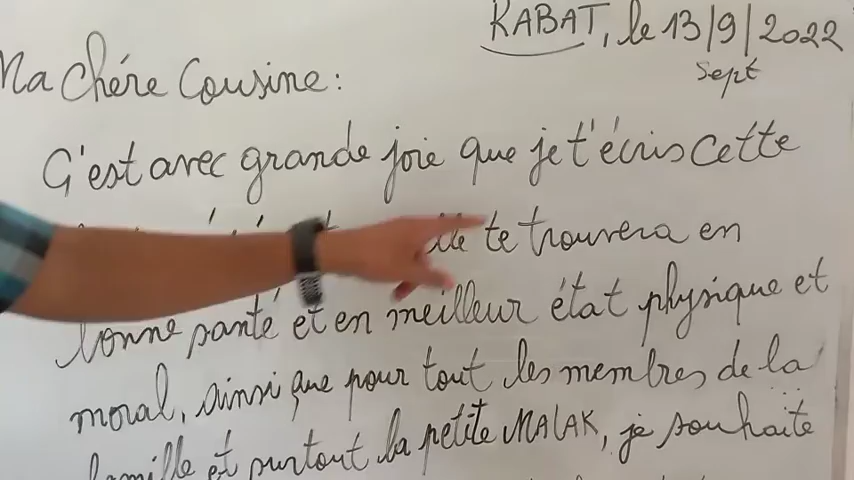 RABAT, le 13/9/2022
sept
Ma chére Cousine:
C'est avec grande joie que je t'écris cette
te trouvera en
bonne santé et en meilleur état physique et
moral, ainsi que pour tout les membres de la
famille et surtout la petite MALAK, je souhaite